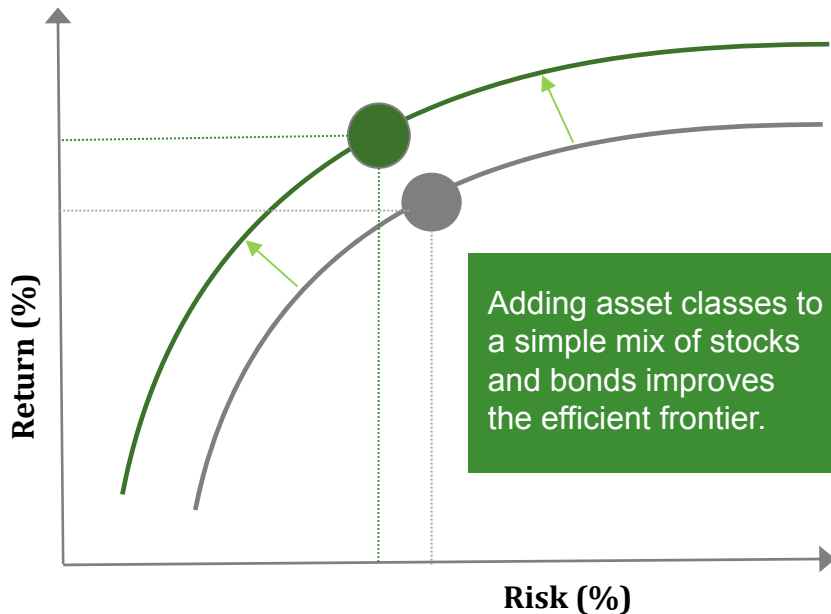 Return (%)
Adding asset classes to
a simple mix of stocks
and bonds improves
the efficient frontier.
Risk (%)